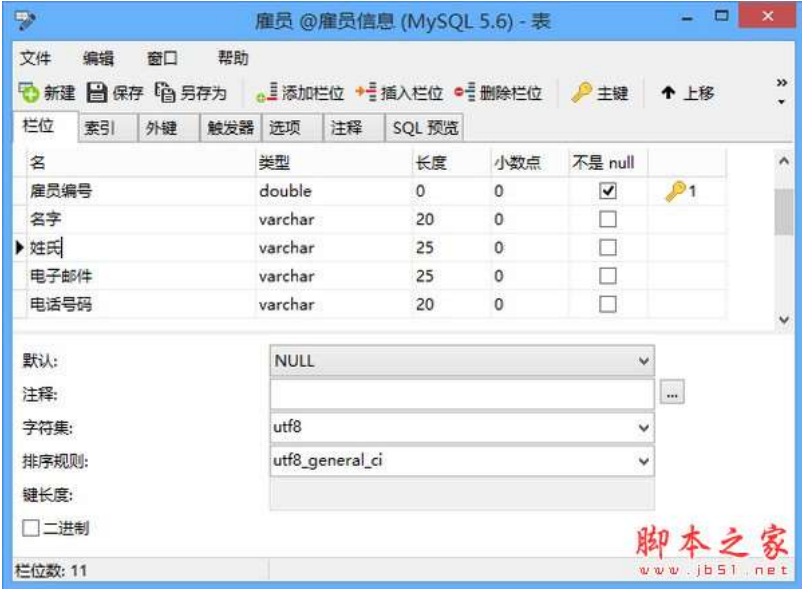 雇员 @雇员信息 (MySQL 5.6) - 表
文件 编辑 窗口 帮助
新建 保存 另存为 添加栏位 插入栏位 删除栏位 主键 上移
栏位 索引 外键 触发器 选项 注释 SQL 预览
名 类型 长度 小数点 不是 null
雇员编号 double 0 0 1
名字 varchar 20 0
姓氏 varchar 25 0
电子邮件 varchar 25 0
电话号码 varchar 20 0
默认: NULL
注释: ...
字符集: utf8
排序规则: utf8_general_ci
键长度:
二进制
脚本之家
栏位数: 11 www.jb51.net